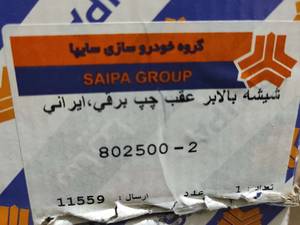 گروه خودرو سازی سایپا
SAIPA GROUP
شیشه بالابر عقب چپ برقی،ایرانی
802500-2
تعداد : 1 عدد ارسال : 11559